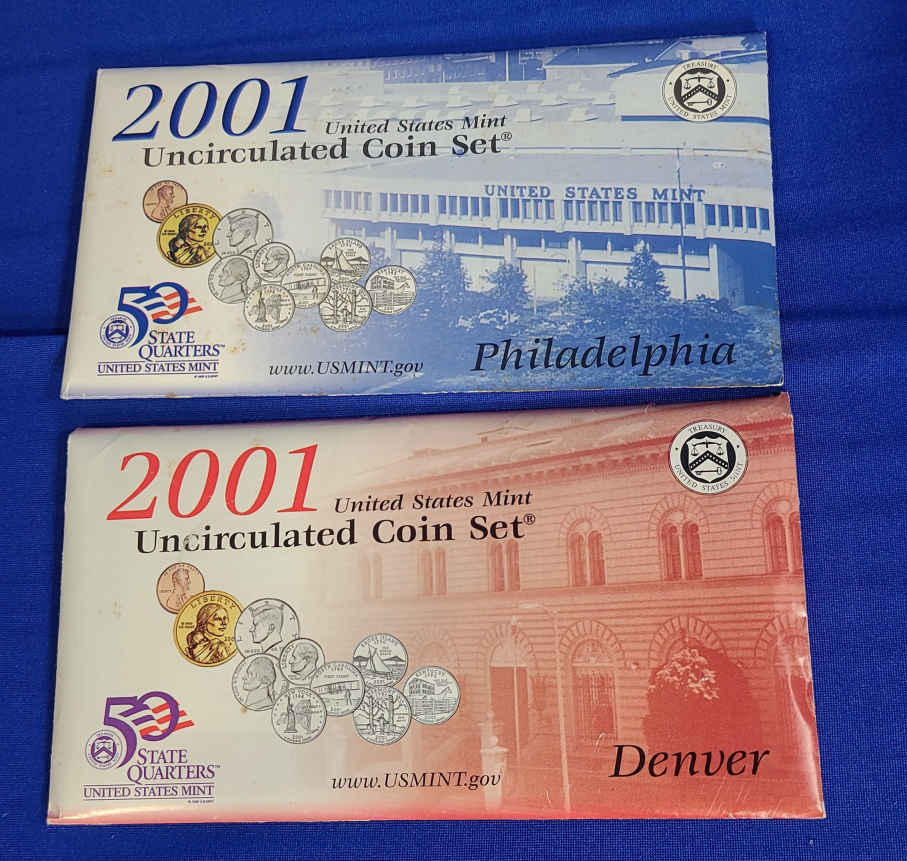 2001
United States Mint
Uncirculated Coin Set®
TREASURY
UNITED STATES MINT
UNITED STATES MINT
LIBERTY
50
STATE
QUARTERS™
UNITED STATES MINT
www.USMINT.gov
Philadelphia
2001
United States Mint
Uncirculated Coin Set®
TREASURY
UNITED STATES MINT
LIBERTY
50
STATE
QUARTERS™
UNITED STATES MINT
www.USMINT.gov
Denver